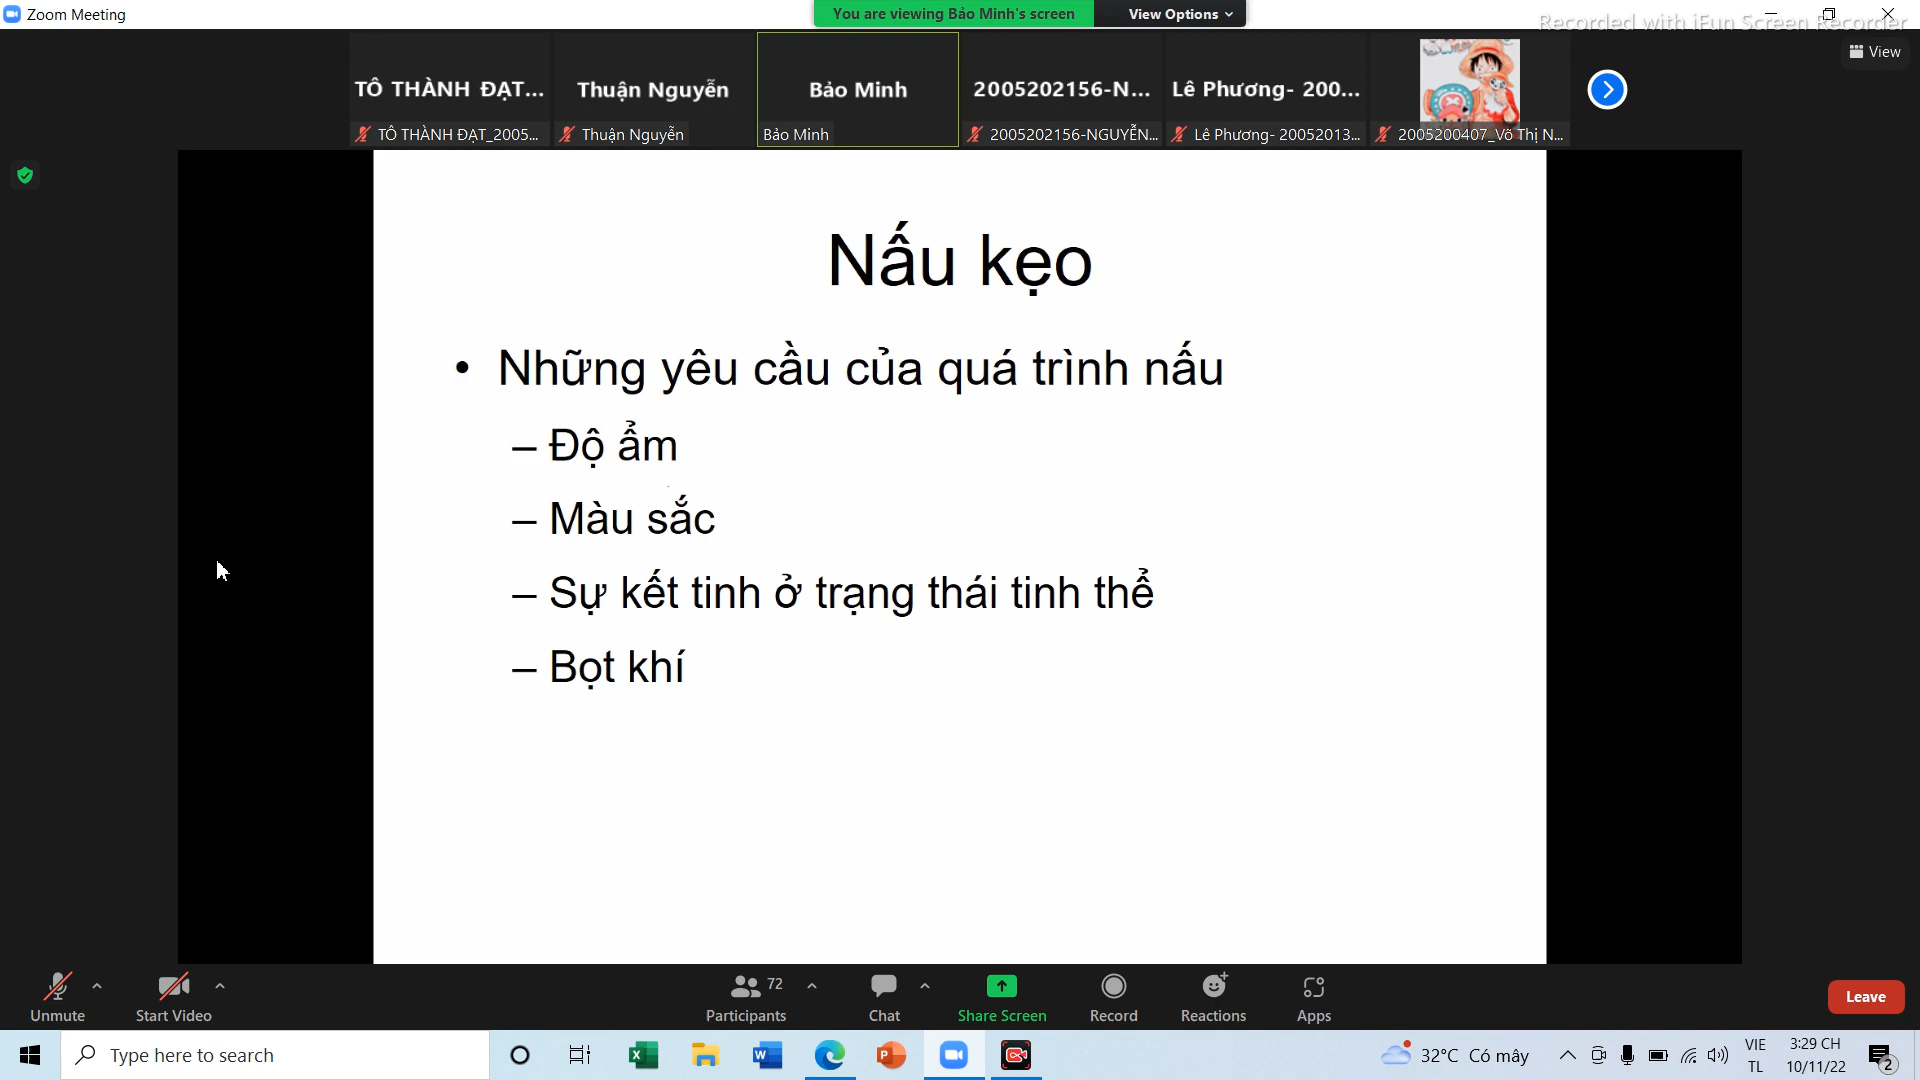 Zoom Meeting
You are viewing Bảo Minh's screen
View Options
Recorded with iFun Screen Recorder
View
TÔ THÀNH ĐẠT...
Thuận Nguyễn
Bảo Minh
2005202156-N...
Lê Phương- 200...
TÔ THÀNH ĐẠT_2005...
Thuận Nguyễn
Bảo Minh
2005202156-NGUYỄN...
Lê Phương- 20052013...
2005200407_Võ Thị N...
Nấu kẹo
• Những yêu cầu của quá trình nấu
– Độ ẩm
– Màu sắc
– Sự kết tinh ở trạng thái tinh thể
– Bọt khí
Unmute
Start Video
72
Participants
Chat
Share Screen
Record
Reactions
Apps
Leave
Type here to search
32°C Có mây
VIE
TL
3:29 CH
10/11/22
2